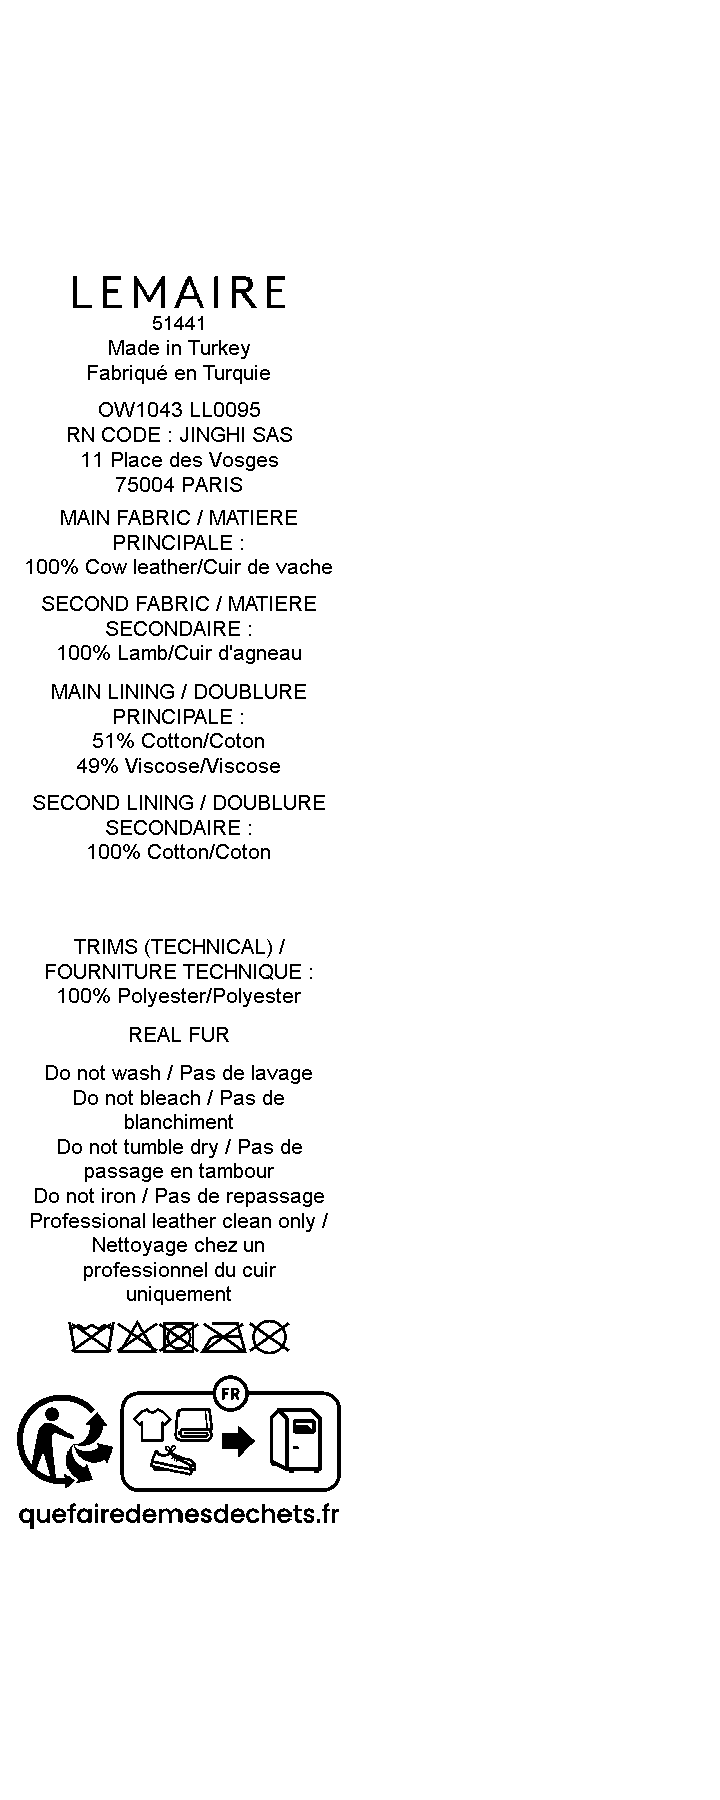 LEMAIRE
51441
Made in Turkey
Fabriqué en Turquie
OW1043 LL0095
RN CODE : JINGHI SAS
11 Place des Vosges
75004 PARIS
MAIN FABRIC / MATIERE
PRINCIPALE :
100% Cow leather/Cuir de vache
SECOND FABRIC / MATIERE
SECONDAIRE :
100% Lamb/Cuir d'agneau
MAIN LINING / DOUBLURE
PRINCIPALE :
51% Cotton/Coton
49% Viscose/Viscose
SECOND LINING / DOUBLURE
SECONDAIRE :
100% Cotton/Coton
TRIMS (TECHNICAL) /
FOURNITURE TECHNIQUE :
100% Polyester/Polyester
REAL FUR
Do not wash / Pas de lavage
Do not bleach / Pas de
blanchiment
Do not tumble dry / Pas de
passage en tambour
Do not iron / Pas de repassage
Professional leather clean only /
Nettoyage chez un
professionnel du cuir
uniquement
FR
quefairedemesdechets.fr